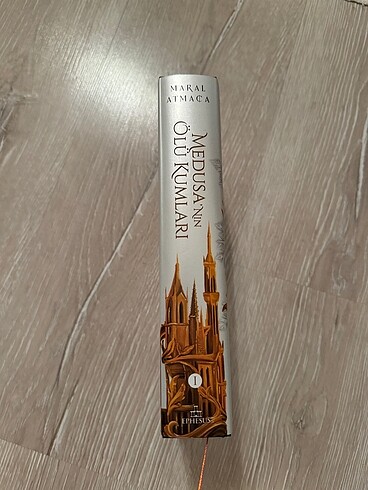 MARAL
ATMACA
MEDUSA'NIN
ÖLÜ KUMLARI
1
EPHESUS